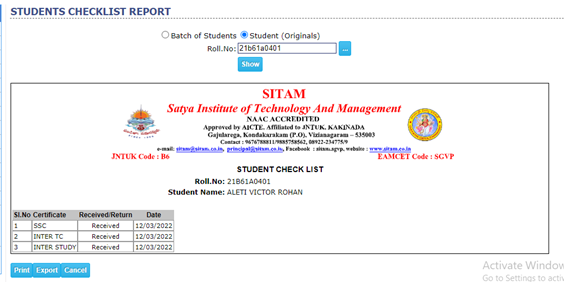 STUDENTS CHECKLIST REPORT
Batch of Students Student (Originals)
Roll.No: 21b61a0401 ...
Show
SITAM
Satya Institute of Technology And Management
NAAC ACCREDITED
Approved by AICTE, Affiliated to JNTUK, KAKINADA
Gajularega, Kondakarakam (P.O), Vizianagaram – 535003
Contact : 9676788811/9885758562, 08922-234775/9
e-mail: sitam@sitam.co.in, principal@sitam.co.in, Facebook : sitam.sgvp, website : www.sitam.co.in
JNTUK Code : B6 EAMCET Code : SGVP
STUDENT CHECK LIST
Roll.No: 21B61A0401
Student Name: ALETI VICTOR ROHAN
Sl.No Certificate Received/Return Date
1 SSC Received 12/03/2022
2 INTER TC Received 12/03/2022
3 INTER STUDY Received 12/03/2022
Print Export Cancel
Activate Window
Go to Settings to activ